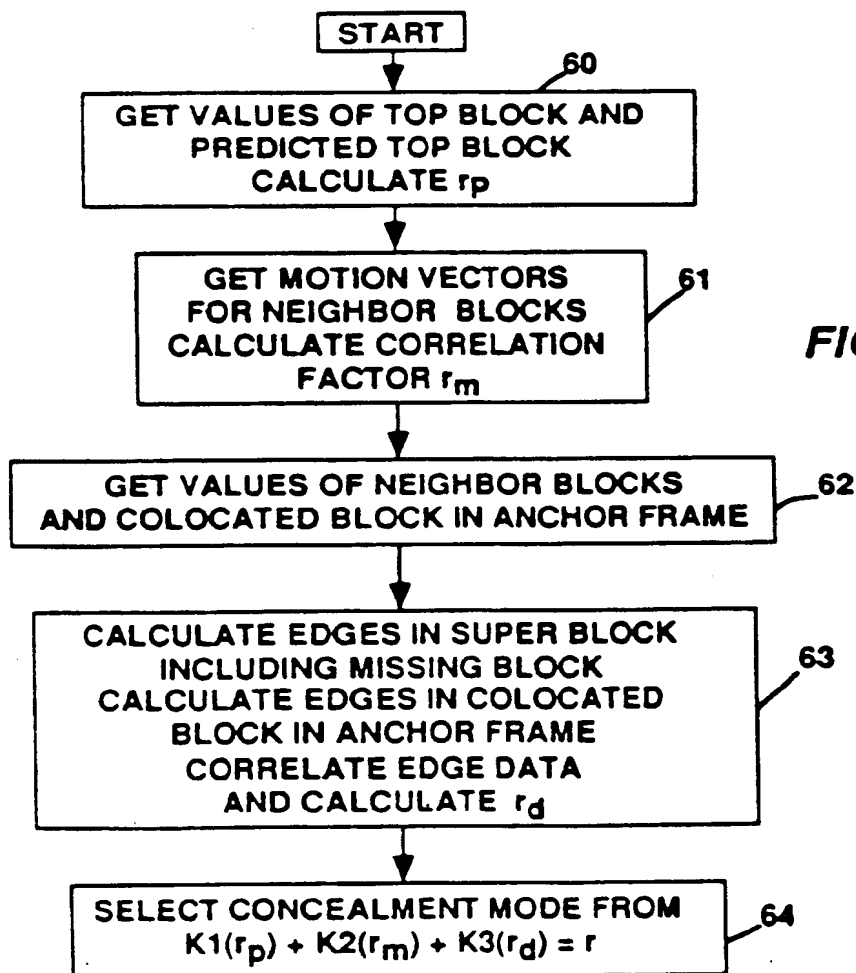 START
60
GET VALUES OF TOP BLOCK AND
PREDICTED TOP BLOCK
CALCULATE rp
GET MOTION VECTORS
FOR NEIGHBOR BLOCKS
CALCULATE CORRELATION
FACTOR rm
61
FIG
GET VALUES OF NEIGHBOR BLOCKS
AND COLOCATED BLOCK IN ANCHOR FRAME
62
CALCULATE EDGES IN SUPER BLOCK
INCLUDING MISSING BLOCK
CALCULATE EDGES IN COLOCATED
BLOCK IN ANCHOR FRAME
CORRELATE EDGE DATA
AND CALCULATE rd
63
SELECT CONCEALMENT MODE FROM
K1(rp) + K2(rm) + K3(rd) = r
64